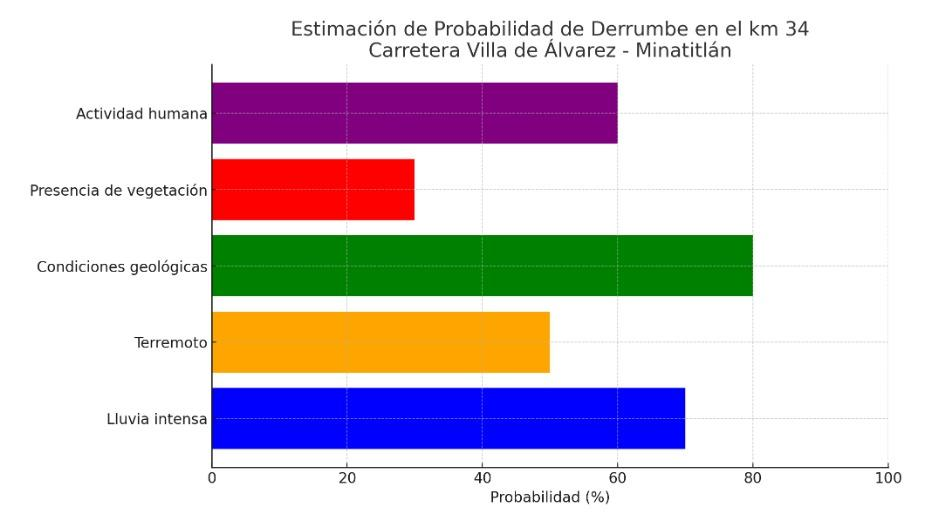 Estimación de Probabilidad de Derrumbe en el km 34
Carretera Villa de Álvarez - Minatitlán
Actividad humana
Presencia de vegetación
Condiciones geológicas
Terremoto
Lluvia intensa
0 20 40 60 80 100
Probabilidad (%)